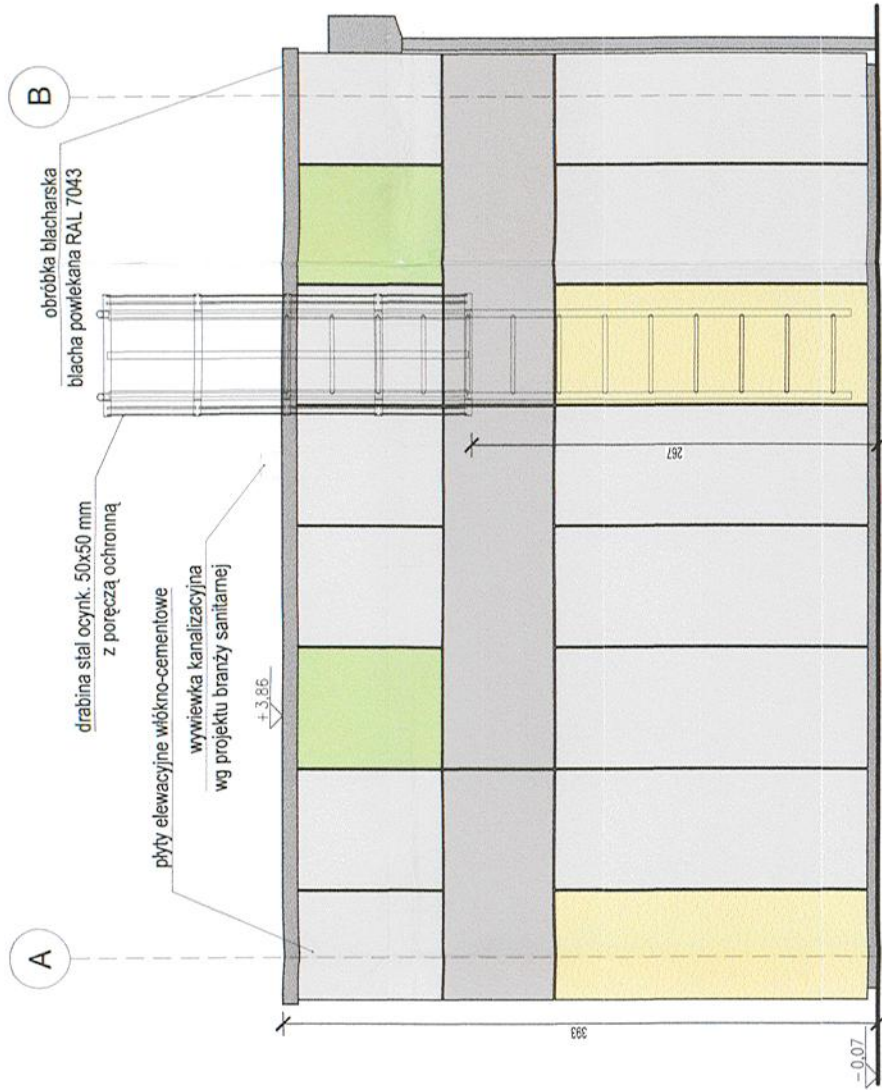 A
B
drabina stal ocynk. 50x50 mm
z poręczą ochronną
obróbka blacharska
blacha powlekana RAL 7043
płyty elewacyjne włókno-cementowe
wywiewka kanalizacyjna
wg projektu branży sanitarnej
+3,86
267
393
-0,07